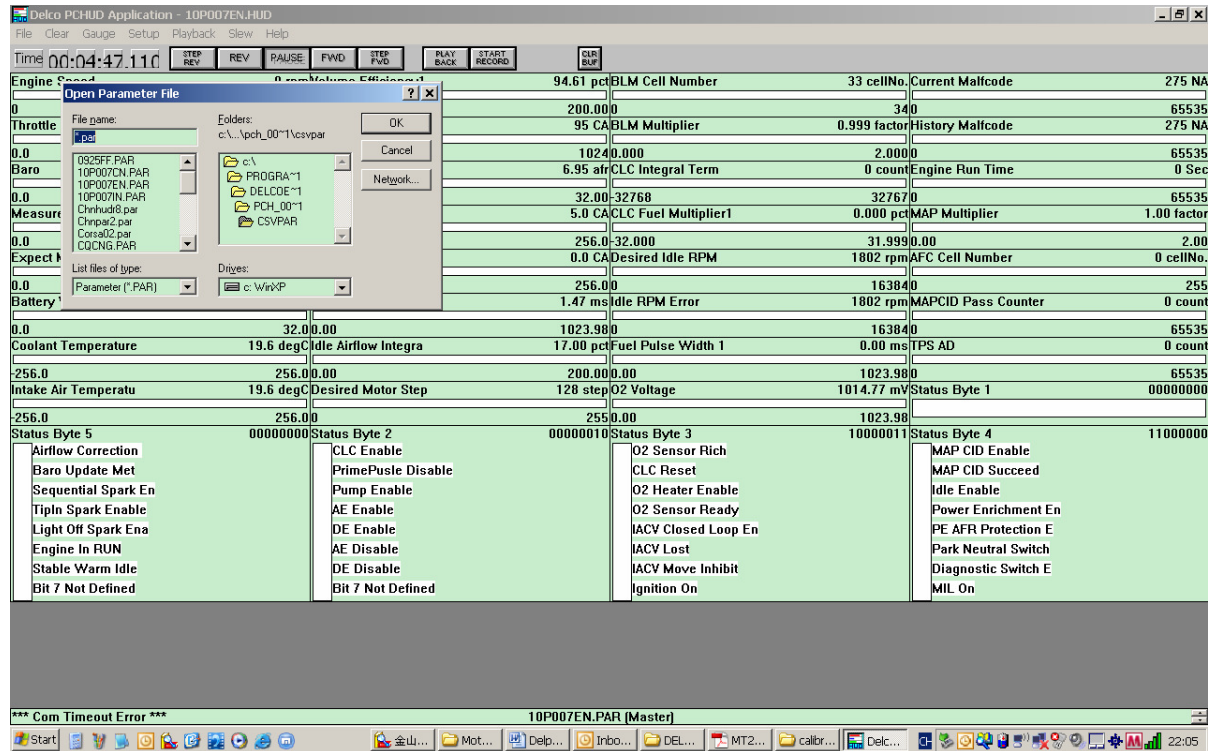 Delco PCHUD Application - 10P007EN.HUD
File Clear Gauge Setup Playback Slew Help
Time 00:04:47.110 STEP REV REV PAUSE FWD STEP FWD PLAY BACK START RECORD CLR BUF
94.61 pct BLM Cell Number 33 cellNo. Current Malfcode 275 NA
Open Parameter File
0 200.00 0 34 0 65535
Throttle 95 CA BLM Multiplier 0.999 factor History Malfcode 275 NA
0.0 1024 0.000 2.000 0 65535
Baro 6.95 afr CLC Integral Term 0 count Engine Run Time 0 Sec
0.0 32.00 -32768 32767 0 65535
Measure 5.0 CA CLC Fuel Multiplier1 0.000 pct MAP Multiplier 1.00 factor
0.0 256.0 -32.000 31.999 0.00 2.00
Expect 0.0 CA Desired Idle RPM 1802 rpm AFC Cell Number 0 cellNo.
0.0 256.0 0 16384 0 255
Battery 1.47 ms Idle RPM Error 1802 rpm MAPCID Pass Counter 0 count
File name:
*.par
0925FF.PAR
10P007CN.PAR
10P007EN.PAR
10P007IN.PAR
Chnhudr8.par
Chnpar2.par
Corsa02.par
CQCNG.PAR
List files of type:
Parameter (*.PAR)
Folders:
c:\...\pch_00~1\csvpar
c:\
PROGRA~1
DELCOE~1
PCH_00~1
CSVPAR
Drives:
c: WinXP
OK
Cancel
Network...
0.0 32.0 0.00 1023.98 0 16384 0 65535
Coolant Temperature 19.6 degC Idle Airflow Integra 17.00 pct Fuel Pulse Width 1 0.00 ms TPS AD 0 count
-256.0 256.0 0.00 200.00 0.00 1023.98 0 65535
Intake Air Temperatu 19.6 degC Desired Motor Step 128 step O2 Voltage 1014.77 mV Status Byte 1 00000000
-256.0 256.0 0 255 0.00 1023.98
Status Byte 5 00000000 Status Byte 2 00000010 Status Byte 3 10000011 Status Byte 4 11000000
Airflow Correction CLC Enable O2 Sensor Rich MAP CID Enable
Baro Update Met PrimePusle Disable CLC Reset MAP CID Succeed
Sequential Spark En Pump Enable O2 Heater Enable Idle Enable
TipIn Spark Enable AE Enable O2 Sensor Ready Power Enrichment En
Light Off Spark Ena DE Enable IACV Closed Loop En PE AFR Protection E
Engine In RUN AE Disable IACV Lost Park Neutral Switch
Stable Warm Idle DE Disable IACV Move Inhibit Diagnostic Switch E
Bit 7 Not Defined Bit 7 Not Defined Ignition On MIL On
*** Com Timeout Error *** 10P007EN.PAR (Master)
Start 金山... Mot... Delp... Inbo... DEL... MT2... calibr... Delc... 22:05